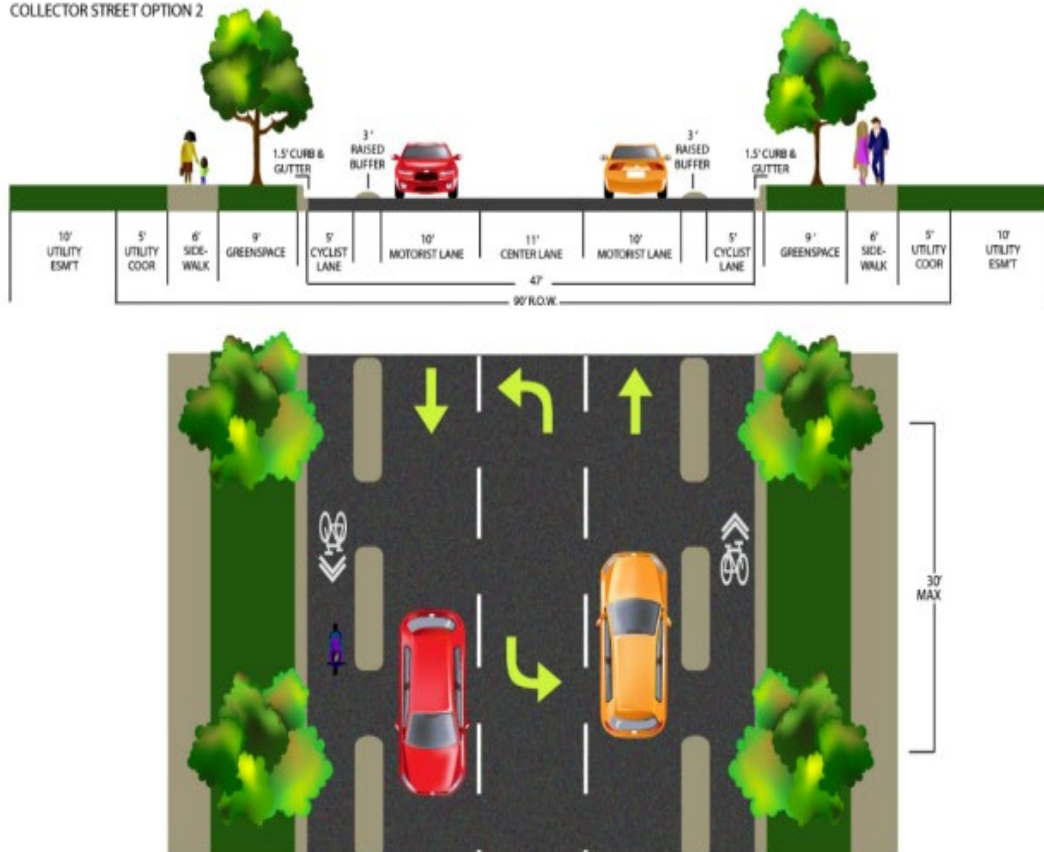 COLLECTOR STREET OPTION 2
3'
RAISED
BUFFER
1.5' CURB &
GUTTER
3'
RAISED
BUFFER
1.5' CURB &
GUTTER
10'
UTILITY
ESM'T
5'
UTILITY
COOR
6'
SIDE-
WALK
9'
GREENSPACE
5'
CYCLIST
LANE
10'
MOTORIST LANE
11'
CENTER LANE
10'
MOTORIST LANE
5'
CYCLIST
LANE
9'
GREENSPACE
6'
SIDE-
WALK
5'
UTILITY
COOR
10'
UTILITY
ESM'T
47'
90' R.O.W.
30'
MAX